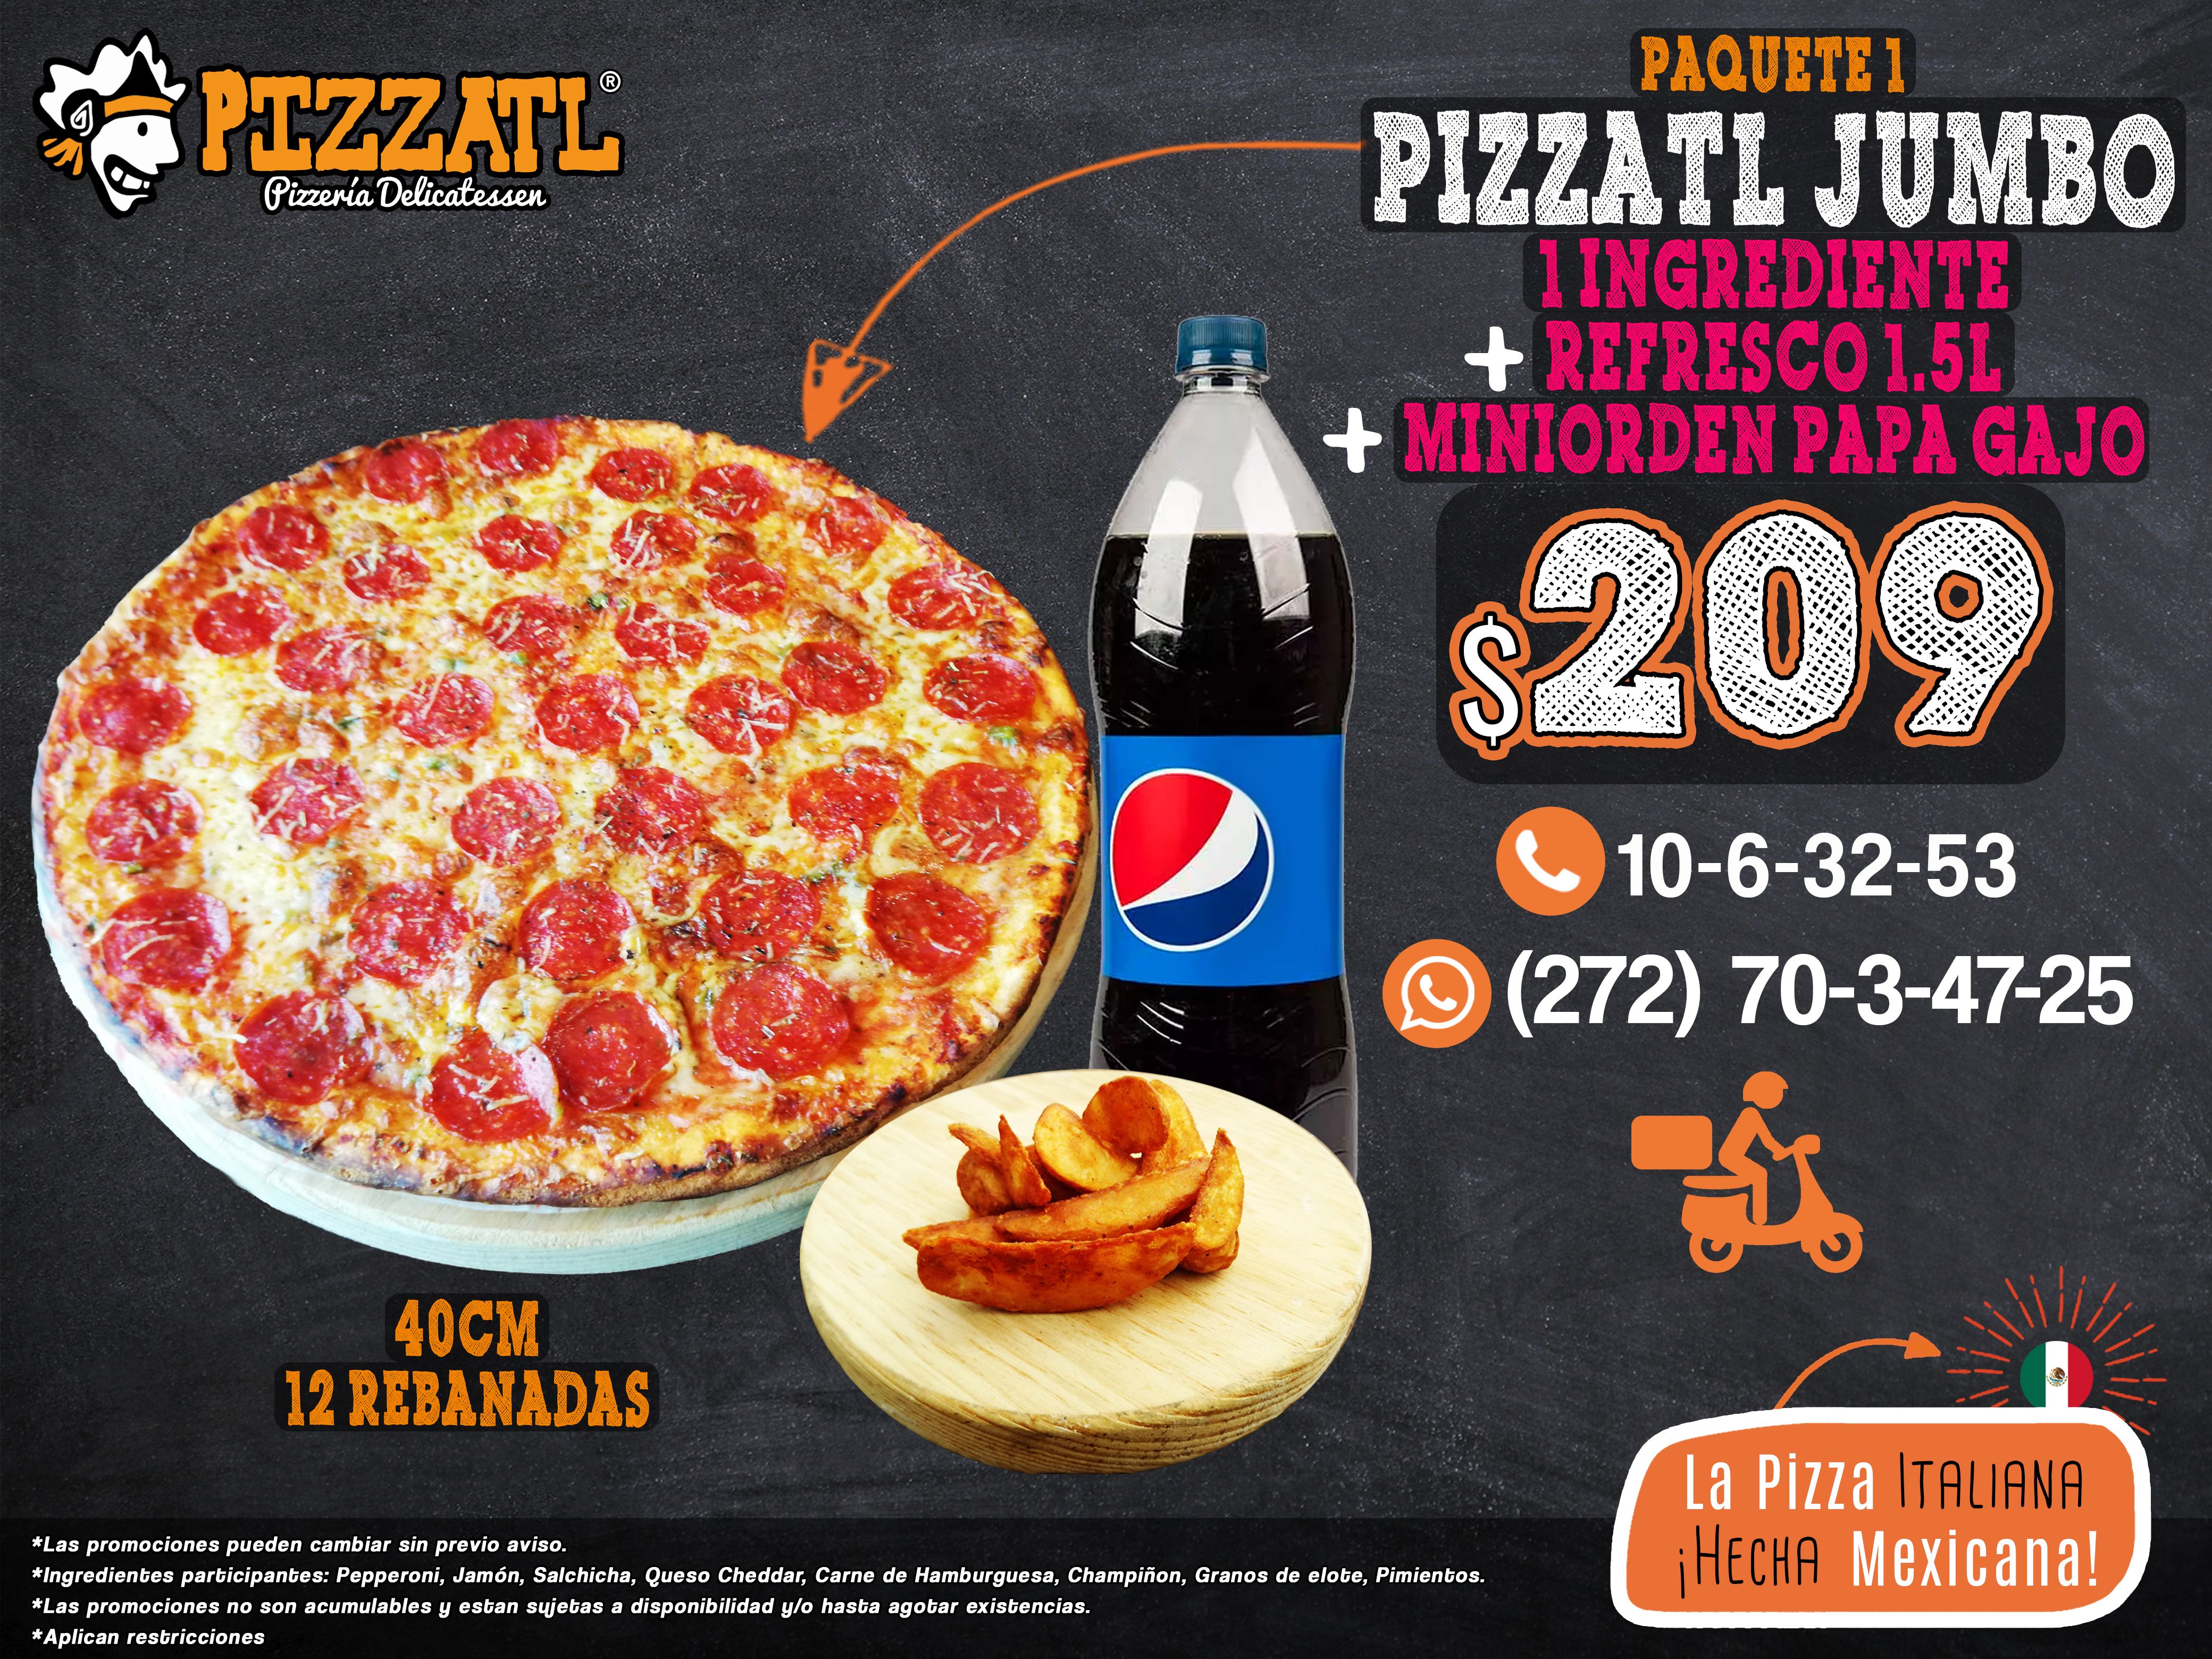 PIZZATL®
Pizzería Delicatessen
PAQUETE 1
PIZZATL JUMBO
1 INGREDIENTE
+ REFRESCO 1.5L
+ MINIORDEN PAPA GAJO
$209
10-6-32-53
(272) 70-3-47-25
40CM
12 REBANADAS
La Pizza ITALIANA
¡HECHA Mexicana!
*Las promociones pueden cambiar sin previo aviso.
*Ingredientes participantes: Pepperoni, Jamón, Salchicha, Queso Cheddar, Carne de Hamburguesa, Champiñon, Granos de elote, Pimientos.
*Las promociones no son acumulables y estan sujetas a disponibilidad y/o hasta agotar existencias.
*Aplican restricciones